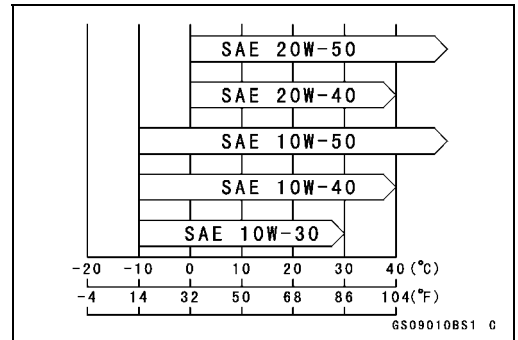 SAE 20W-50
SAE 20W-40
SAE 10W-50
SAE 10W-40
SAE 10W-30
-20 -10 0 10 20 30 40 (°C)
-4 14 32 50 68 86 104(°F)
GS09010BS1 C